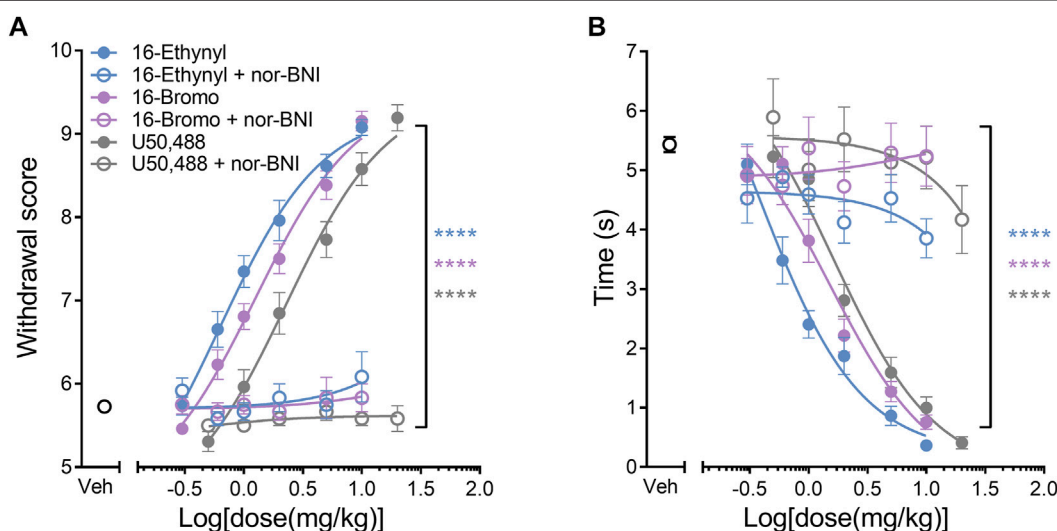 A
10
9
8
7
6
5
Withdrawal score
16-Ethynyl
16-Ethynyl + nor-BNI
16-Bromo
16-Bromo + nor-BNI
U50,488
U50,488 + nor-BNI
****
****
****
Veh
-0.5 0.0 0.5 1.0 1.5 2.0
Log[dose(mg/kg)]
B
7
6
5
4
3
2
1
0
Time (s)
****
****
****
Veh
-0.5 0.0 0.5 1.0 1.5 2.0
Log[dose(mg/kg)]